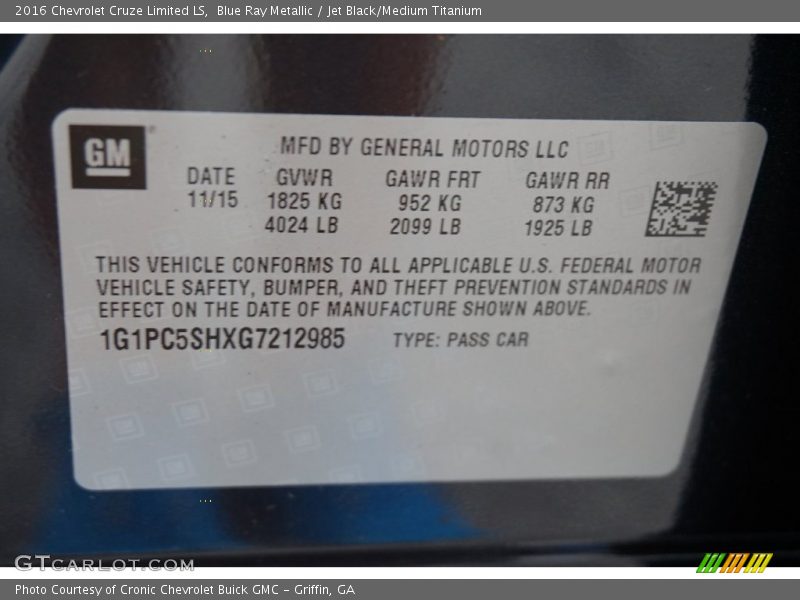 2016 Chevrolet Cruze Limited LS, Blue Ray Metallic / Jet Black/Medium Titanium
GM
MFD BY GENERAL MOTORS LLC
DATE GVWR GAWR FRT GAWR RR
11/15 1825 KG 952 KG 873 KG
4024 LB 2099 LB 1925 LB
THIS VEHICLE CONFORMS TO ALL APPLICABLE U.S. FEDERAL MOTOR
VEHICLE SAFETY, BUMPER, AND THEFT PREVENTION STANDARDS IN
EFFECT ON THE DATE OF MANUFACTURE SHOWN ABOVE.
1G1PC5SHXG7212985 TYPE: PASS CAR
GTCARLOT.COM
Photo Courtesy of Cronic Chevrolet Buick GMC - Griffin, GA